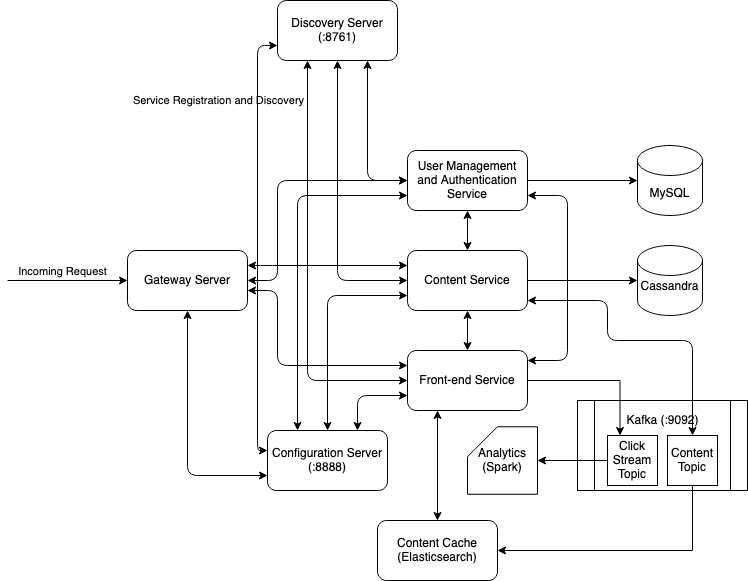 Discovery Server
(:8761)
Service Registration and Discovery
User Management
and Authentication
Service
MySQL
Incoming Request
Gateway Server
Content Service
Cassandra
Front-end Service
Kafka (:9092)
Click
Stream
Topic
Content
Topic
Analytics
(Spark)
Configuration Server
(:8888)
Content Cache
(Elasticsearch)